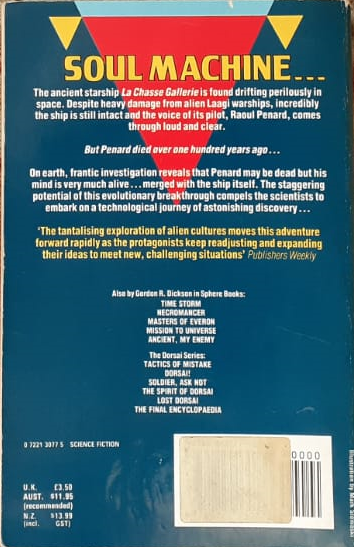 SOUL MACHINE...
The ancient starship La Chasse Gallerie is found drifting perilously in
space. Despite heavy damage from alien Laagi warships, incredibly
the ship is still intact and the voice of its pilot, Raoul Penard, comes
through loud and clear.
But Penard died over one hundred years ago...
On earth, frantic investigation reveals that Penard may be dead but his
mind is very much alive...merged with the ship itself. The staggering
potential of this evolutionary breakthrough compels the scientists to
embark on a technological journey of astonishing discovery...
'The tantalising exploration of alien cultures moves this adventure
forward rapidly as the protagonists keep readjusting and expanding
their ideas to meet new, challenging situations' Publishers Weekly
Also by Gordon R. Dickson in Sphere Books:
TIME STORM
NECROMANCER
MASTERS OF EVERON
MISSION TO UNIVERSE
ANCIENT, MY ENEMY
The Dorsai Series:
TACTICS OF MISTAKE
DORSAI!
SOLDIER, ASK NOT
THE SPIRIT OF DORSAI
LOST DORSAI
THE FINAL ENCYCLOPAEDIA
0 7221 3077 5 SCIENCE FICTION
0000
U.K. £3.50
AUST. $11.95
(recommended)
N.Z. $13.99
(incl. GST)
Illustration by Mark